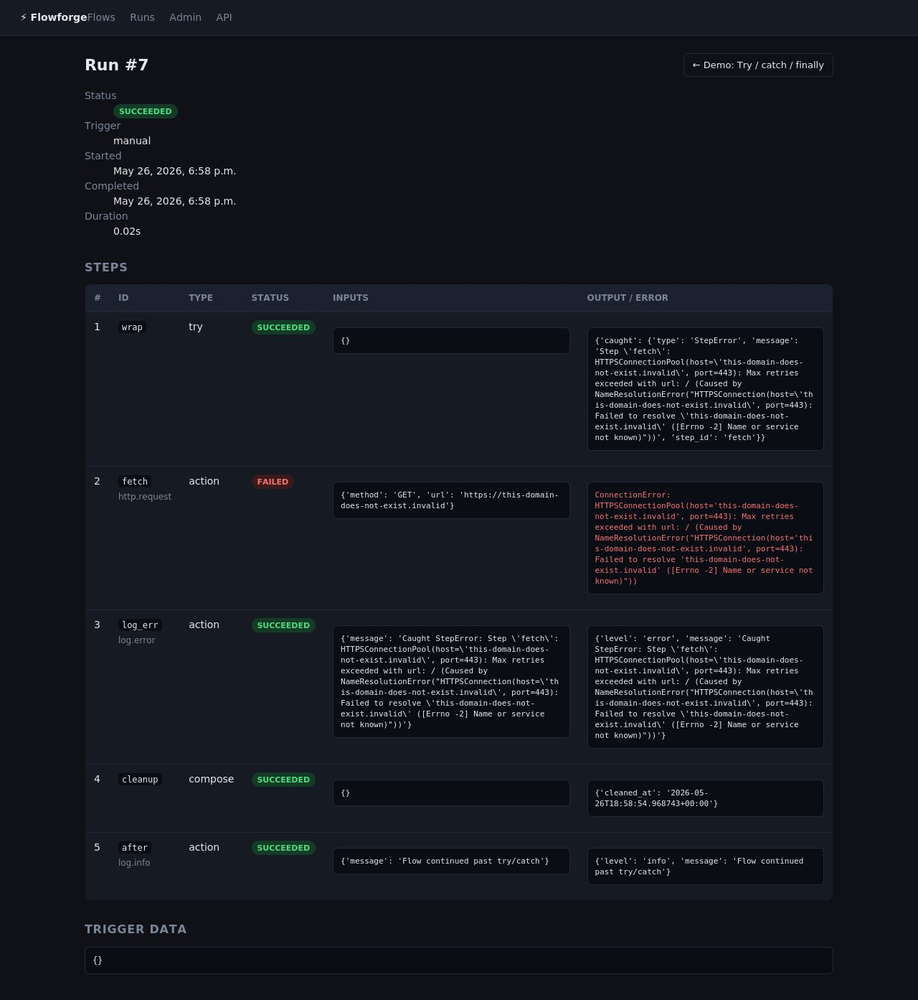 ⚡ Flowforge Flows Runs Admin API
Run #7
← Demo: Try / catch / finally
Status
SUCCEEDED
Trigger
manual
Started
May 26, 2026, 6:58 p.m.
Completed
May 26, 2026, 6:58 p.m.
Duration
0.02s
STEPS
# ID TYPE STATUS INPUTS OUTPUT / ERROR
1 wrap try SUCCEEDED
{}
{'caught': {'type': 'StepError', 'message':
'Step \'fetch\':
HTTPSConnectionPool(host=\'this-domain-does-
not-exist.invalid\', port=443): Max retries
exceeded with url: / (Caused by
NameResolutionError("HTTPSConnection(host=\'th
is-domain-does-not-exist.invalid\', port=443):
Failed to resolve \'this-domain-does-not-
exist.invalid\' ([Errno -2] Name or service
not known)"))', 'step_id': 'fetch'}}
2 fetch action FAILED
http.request
{'method': 'GET', 'url': 'https://this-domain-
does-not-exist.invalid'}
ConnectionError:
HTTPSConnectionPool(host='this-domain-does-
not-exist.invalid', port=443): Max retries
exceeded with url: / (Caused by
NameResolutionError("HTTPSConnection(host='thi
s-domain-does-not-exist.invalid', port=443):
Failed to resolve 'this-domain-does-not-
exist.invalid' ([Errno -2] Name or service not
known)"))
3 log_err action SUCCEEDED
log.error
{'message': 'Caught StepError: Step \'fetch\':
HTTPSConnectionPool(host=\'this-domain-does-
not-exist.invalid\', port=443): Max retries
exceeded with url: / (Caused by
NameResolutionError("HTTPSConnection(host=\'th
is-domain-does-not-exist.invalid\', port=443):
Failed to resolve \'this-domain-does-not-
exist.invalid\' ([Errno -2] Name or service
not known)"))'}
{'level': 'error', 'message': 'Caught
StepError: Step \'fetch\':
HTTPSConnectionPool(host=\'this-domain-does-
not-exist.invalid\', port=443): Max retries
exceeded with url: / (Caused by
NameResolutionError("HTTPSConnection(host=\'th
is-domain-does-not-exist.invalid\', port=443):
Failed to resolve \'this-domain-does-not-
exist.invalid\' ([Errno -2] Name or service
not known)"))'}
4 cleanup compose SUCCEEDED
{}
{'cleaned_at': '2026-05-
26T18:58:54.968743+00:00'}
5 after action SUCCEEDED
log.info
{'message': 'Flow continued past try/catch'}
{'level': 'info', 'message': 'Flow continued
past try/catch'}
TRIGGER DATA
{}